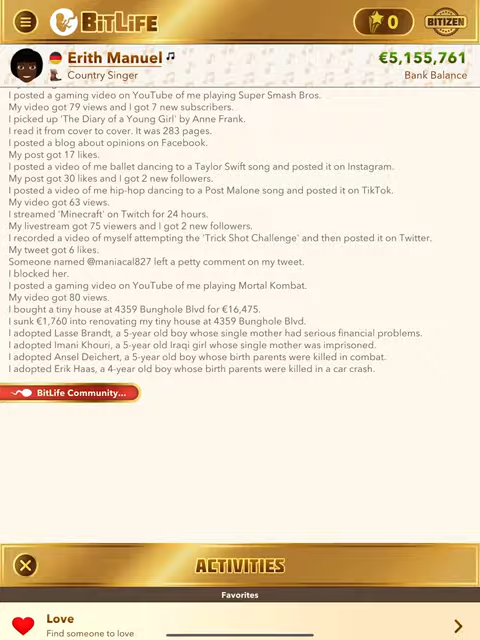 BitLife
0
BITIZEN
Erith Manuel
€5,155,761
Country Singer
Bank Balance
I posted a gaming video on YouTube of me playing Super Smash Bros.
My video got 79 views and I got 7 new subscribers.
I picked up 'The Diary of a Young Girl' by Anne Frank.
I read it from cover to cover. It was 283 pages.
I posted a blog about opinions on Facebook.
My post got 17 likes.
I posted a video of me ballet dancing to a Taylor Swift song and posted it on Instagram.
My post got 30 likes and I got 2 new followers.
I posted a video of me hip-hop dancing to a Post Malone song and posted it on TikTok.
My video got 63 views.
I streamed 'Minecraft' on Twitch for 24 hours.
My livestream got 75 viewers and I got 2 new followers.
I recorded a video of myself attempting the 'Trick Shot Challenge' and then posted it on Twitter.
My tweet got 6 likes.
Someone named @maniacal827 left a petty comment on my tweet.
I blocked her.
I posted a gaming video on YouTube of me playing Mortal Kombat.
My video got 80 views.
I bought a tiny house at 4359 Bunghole Blvd for €16,475.
I sunk €1,760 into renovating my tiny house at 4359 Bunghole Blvd.
I adopted Lasse Brandt, a 5-year old boy whose single mother had serious financial problems.
I adopted Imani Khouri, a 5-year old Iraqi girl whose single mother was imprisoned.
I adopted Ansel Deichert, a 5-year old boy whose birth parents were killed in combat.
I adopted Erik Haas, a 4-year old boy whose birth parents were killed in a car crash.
BitLife Community...
ACTIVITIES
Favorites
Love
Find someone to love